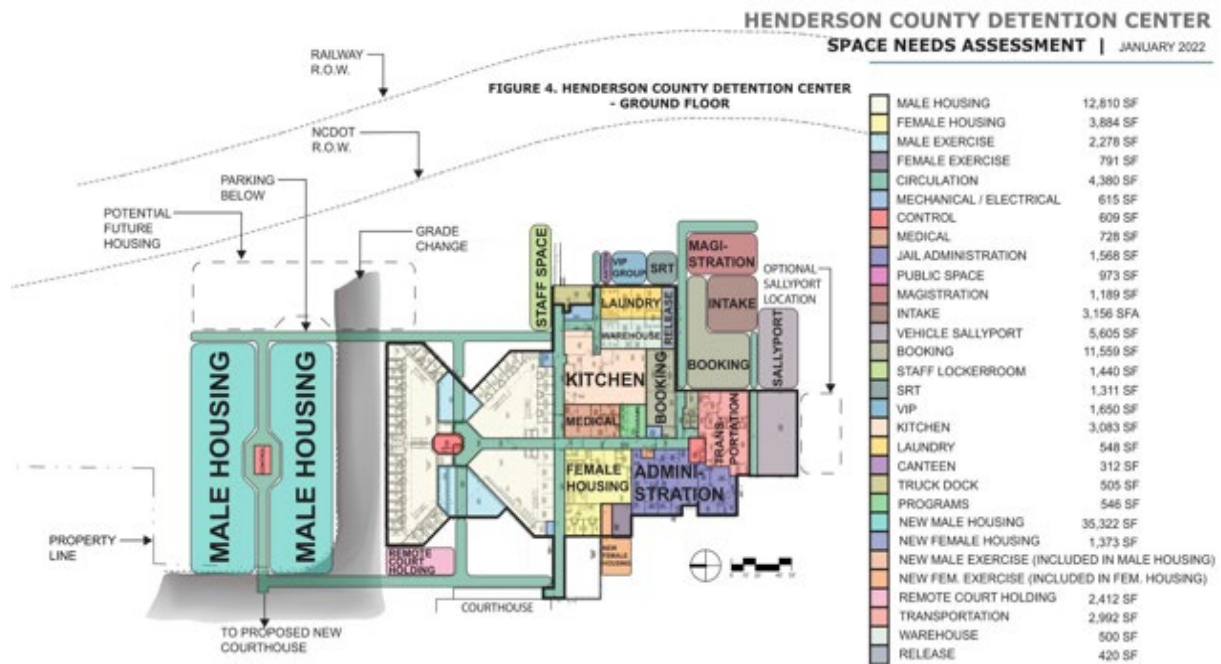 HENDERSON COUNTY DETENTION CENTER
SPACE NEEDS ASSESSMENT | JANUARY 2022
FIGURE 4. HENDERSON COUNTY DETENTION CENTER
- GROUND FLOOR
RAILWAY
R.O.W.
NCDOT
R.O.W.
PARKING
BELOW
POTENTIAL
FUTURE
HOUSING
GRADE
CHANGE
OPTIONAL
SALLYPORT
LOCATION
STAFF SPACE
VIP
GROUP
SRT
MAGI-
STRATION
LAUNDRY
RELEASE
INTAKE
WAREHOUSE
MALE HOUSING
MALE HOUSING
KITCHEN
BOOKING
BOOKING
SALLYPORT
MEDICAL
TRANS-
PORTATION
FEMALE
HOUSING
ADMINI-
STRATION
PROPERTY
LINE
REMOTE
COURT
HOLDING
NEW
FEMALE
HOUSING
COURTHOUSE
TO PROPOSED NEW
COURTHOUSE
MALE HOUSING 12,810 SF
FEMALE HOUSING 3,884 SF
MALE EXERCISE 2,278 SF
FEMALE EXERCISE 791 SF
CIRCULATION 4,380 SF
MECHANICAL / ELECTRICAL 615 SF
CONTROL 609 SF
MEDICAL 728 SF
JAIL ADMINISTRATION 1,568 SF
PUBLIC SPACE 973 SF
MAGISTRATION 1,189 SF
INTAKE 3,156 SFA
VEHICLE SALLYPORT 5,605 SF
BOOKING 11,559 SF
STAFF LOCKERROOM 1,440 SF
SRT 1,311 SF
VIP 1,650 SF
KITCHEN 3,083 SF
LAUNDRY 548 SF
CANTEEN 312 SF
TRUCK DOCK 505 SF
PROGRAMS 546 SF
NEW MALE HOUSING 35,322 SF
NEW FEMALE HOUSING 1,373 SF
NEW MALE EXERCISE (INCLUDED IN MALE HOUSING)
NEW FEM. EXERCISE (INCLUDED IN FEM. HOUSING)
REMOTE COURT HOLDING 2,412 SF
TRANSPORTATION 2,992 SF
WAREHOUSE 500 SF
RELEASE 420 SF